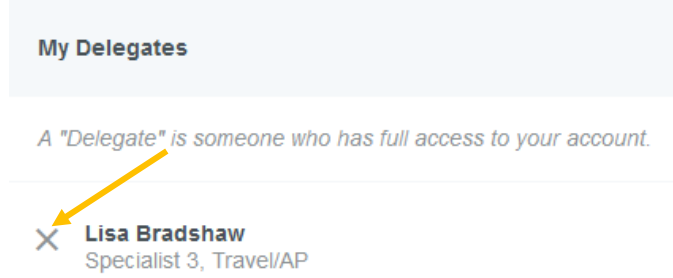 My Delegates
A "Delegate" is someone who has full access to your account.
Lisa Bradshaw
Specialist 3, Travel/AP